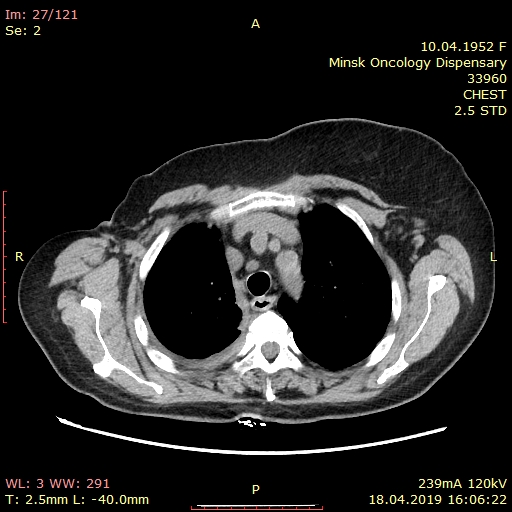 Im: 27/121
Se: 2
A
10.04.1952 F
Minsk Oncology Dispensary
33960
CHEST
2.5 STD
R
L
WL: 3 WW: 291
T: 2.5mm L: -40.0mm
P
239mA 120kV
18.04.2019 16:06:22